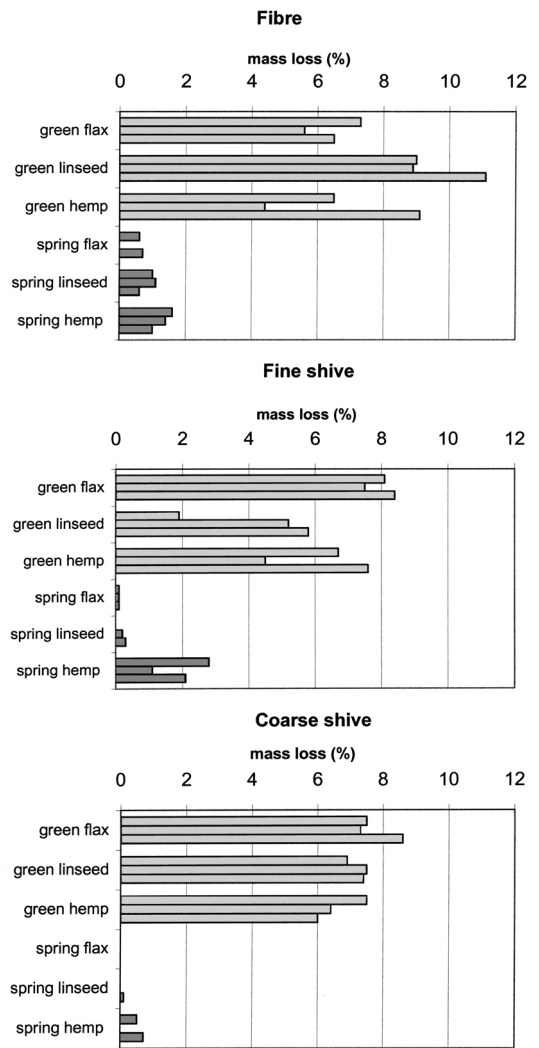 Fibre
mass loss (%)
0 2 4 6 8 10 12
green flax
green linseed
green hemp
spring flax
spring linseed
spring hemp
Fine shive
mass loss (%)
0 2 4 6 8 10 12
green flax
green linseed
green hemp
spring flax
spring linseed
spring hemp
Coarse shive
mass loss (%)
0 2 4 6 8 10 12
green flax
green linseed
green hemp
spring flax
spring linseed
spring hemp